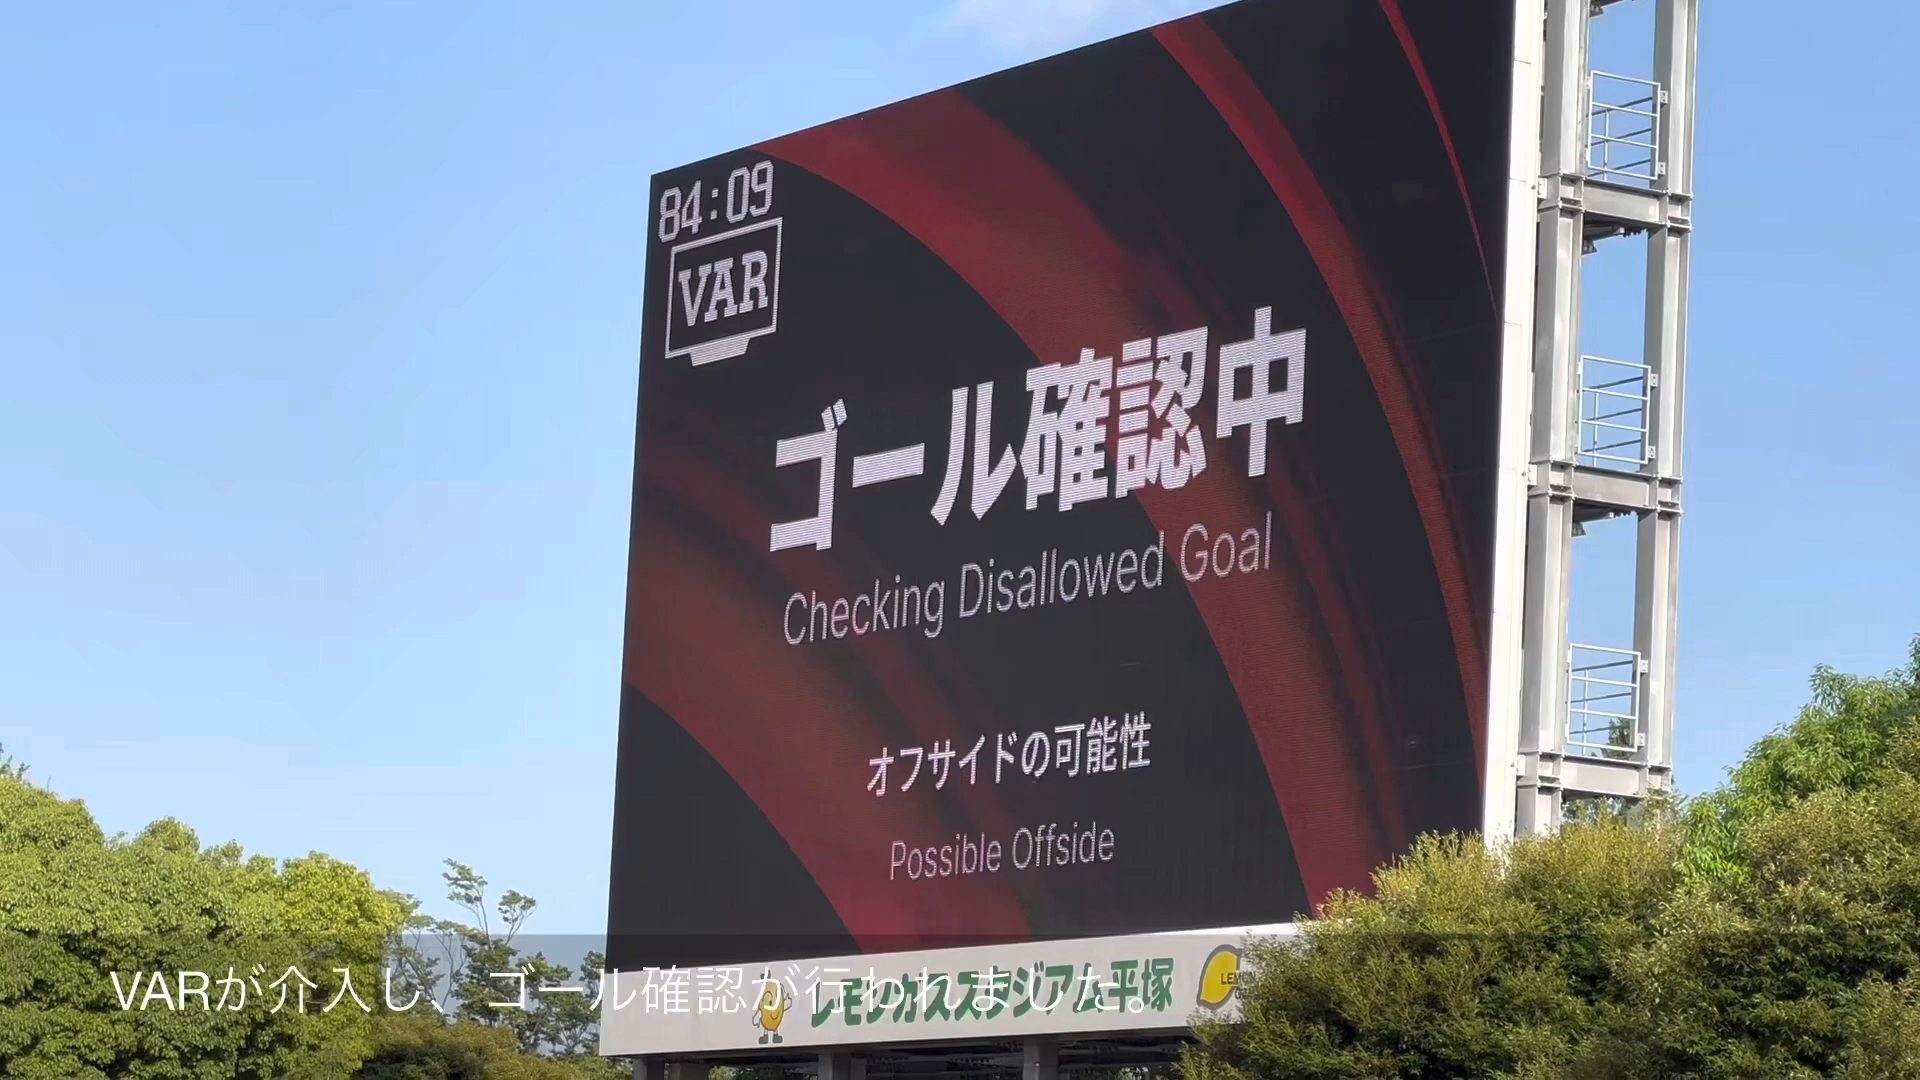 84:09
VAR
ゴール確認中
Checking Disallowed Goal
オフサイドの可能性
Possible Offside
レモンガススタジアム平塚
VARが介入し、ゴール確認が行われました。